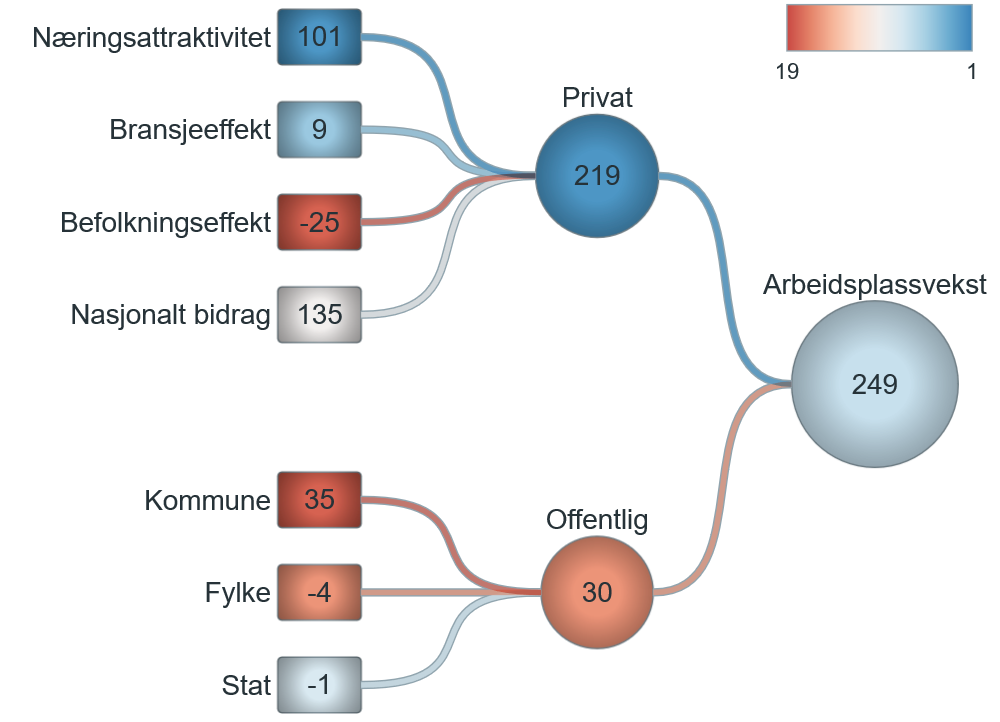 Næringsattraktivitet 101
19 1
Privat
Bransjeeffekt 9
219
Befolkningseffekt -25
Arbeidsplassvekst
Nasjonalt bidrag 135
249
Kommune 35
Offentlig
Fylke -4
30
Stat -1